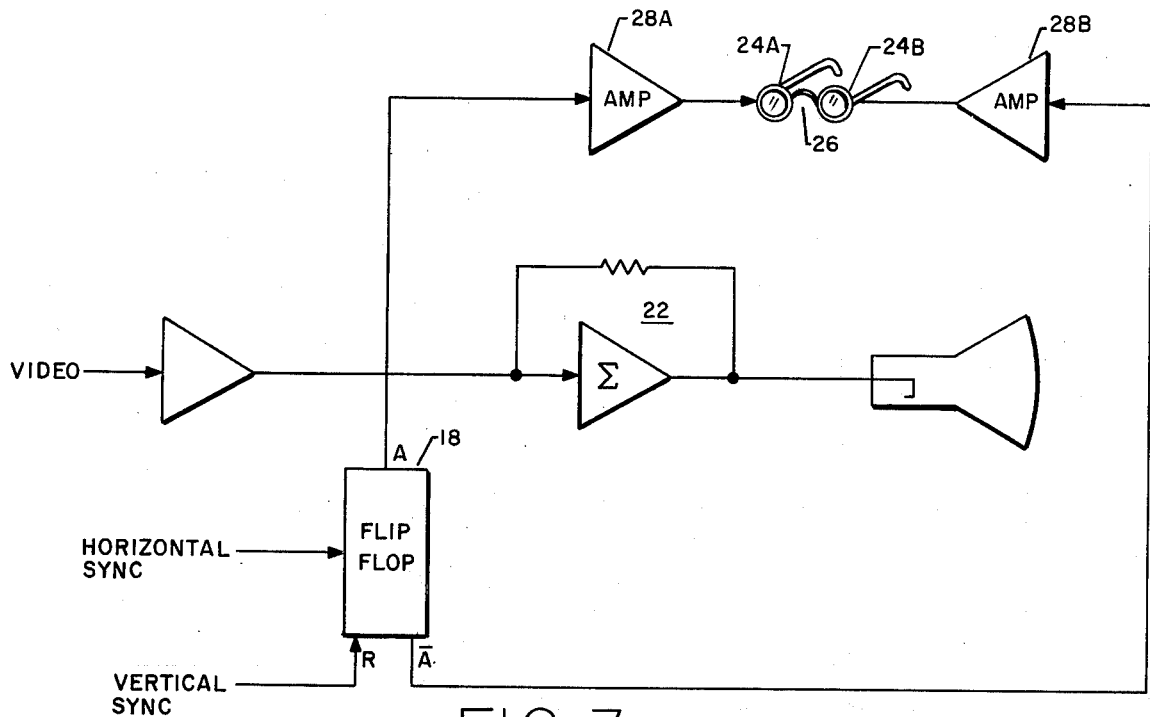 28A
24A
24B
28B
AMP
AMP
26
22
VIDEO
Σ
A
18
FLIP
FLOP
HORIZONTAL
SYNC
R
Ā
VERTICAL
SYNC